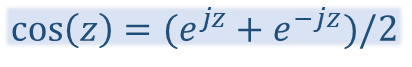 cos(z) = (e^{jz} + e^{−jz})/2